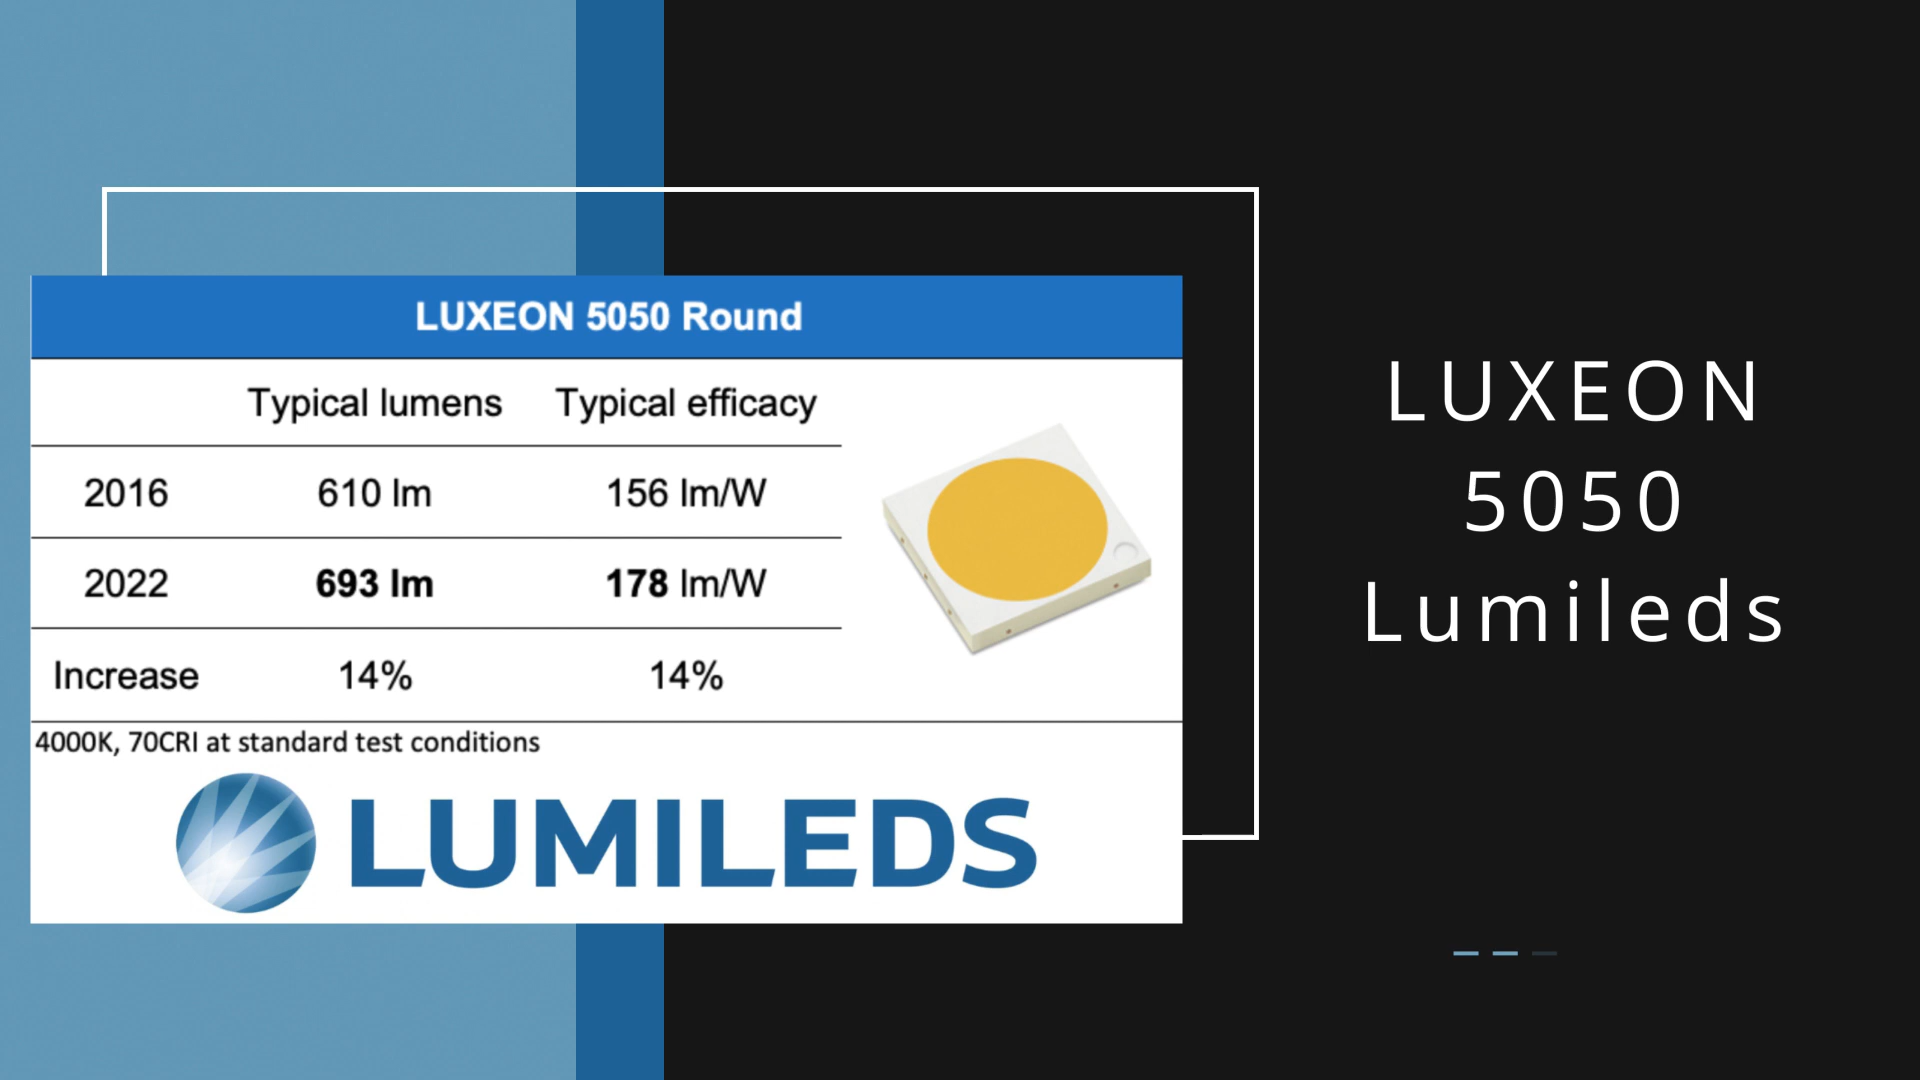 LUXEON 5050 Round
Typical lumens Typical efficacy
2016 610 lm 156 lm/W
2022 693 lm 178 lm/W
Increase 14% 14%
4000K, 70CRI at standard test conditions
LUMILEDS
LUXEON
5050
Lumileds